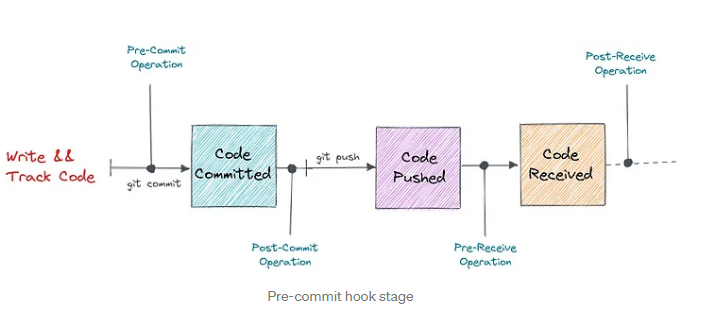 Pre-Commit
Operation
Post-Receive
Operation
Write &&
Track Code
git commit
Code
Committed
git push
Code
Pushed
Code
Received
Post-Commit
Operation
Pre-Receive
Operation
Pre-commit hook stage